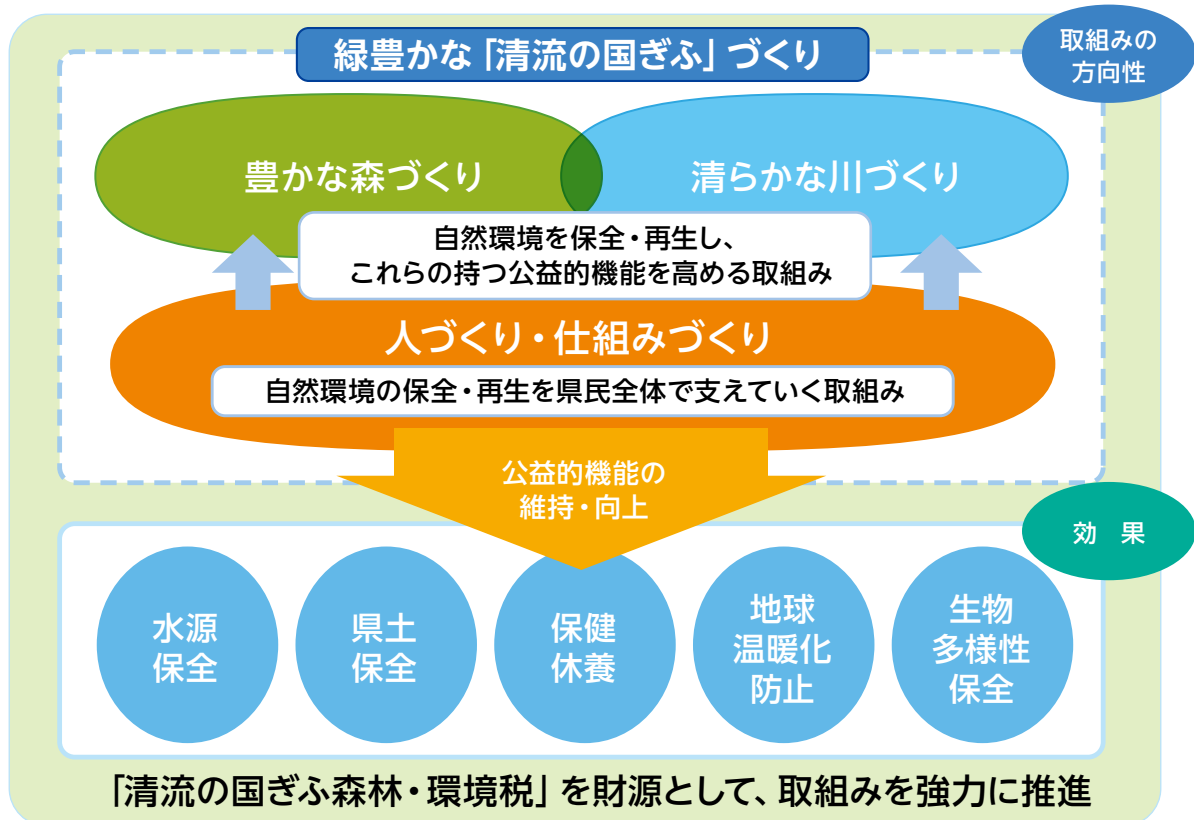 緑豊かな「清流の国ぎふ」づくり
取組みの
方向性
豊かな森づくり
清らかな川づくり
自然環境を保全・再生し、
これらの持つ公益的機能を高める取組み
人づくり・仕組みづくり
自然環境の保全・再生を県民全体で支えていく取組み
公益的機能の
維持・向上
効　果
水源
保全
県土
保全
保健
休養
地球
温暖化
防止
生物
多様性
保全
「清流の国ぎふ森林・環境税」を財源として、取組みを強力に推進